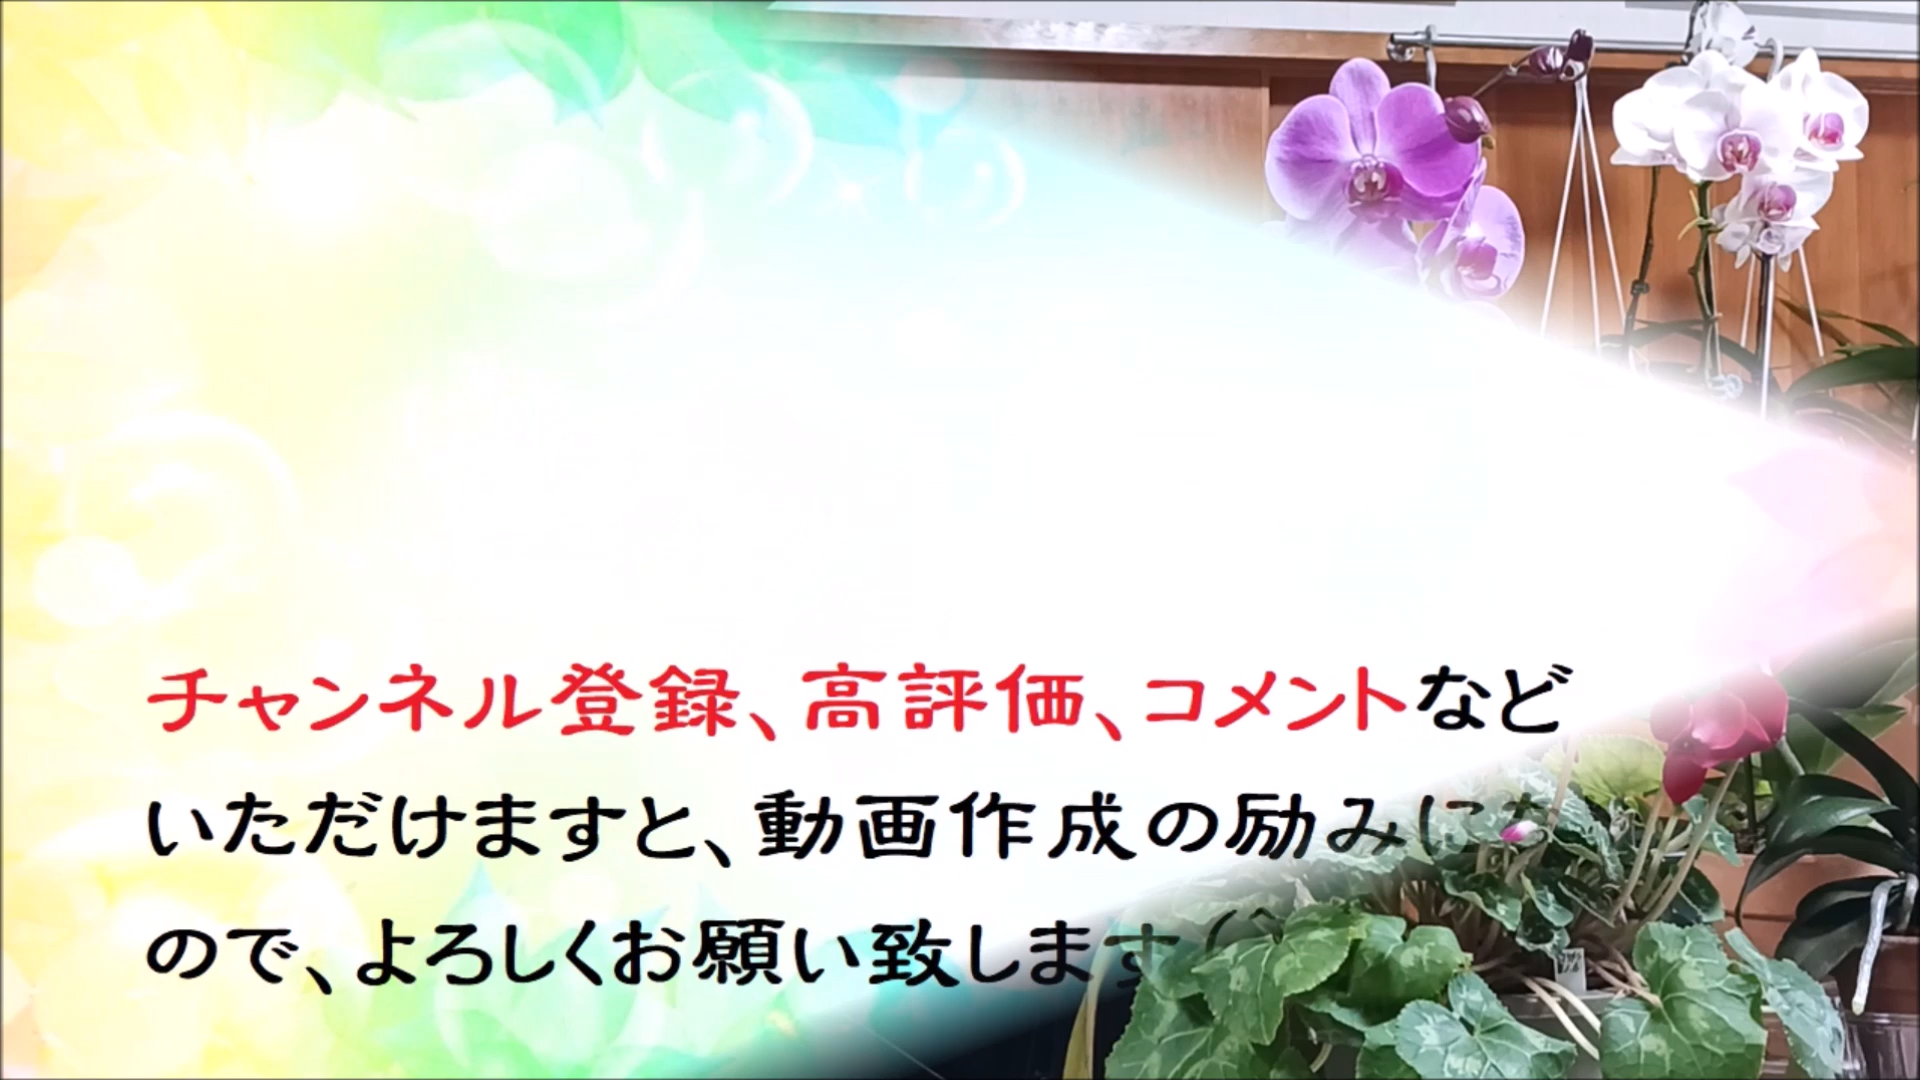 チャンネル登録、高評価、コメントなど
いただけますと、動画作成の励みにな
ので、よろしくお願い致します(^